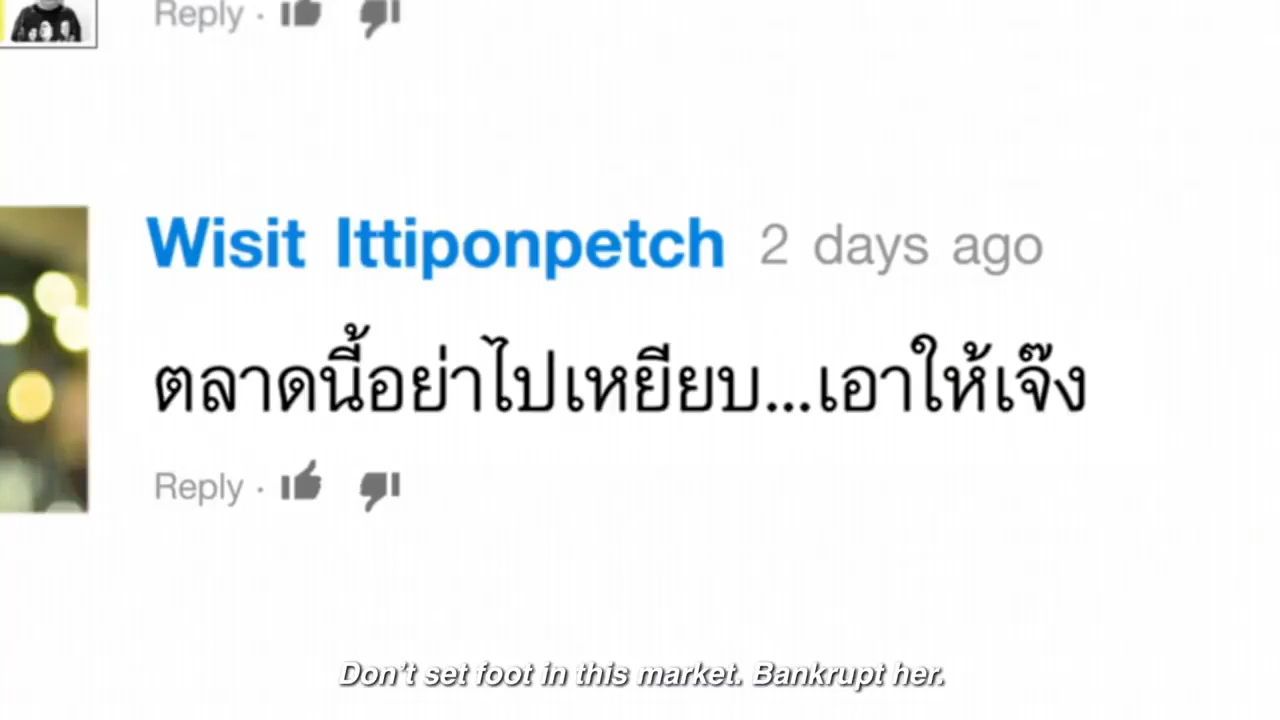 Reply ·
Wisit Ittiponpetch 2 days ago
ตลาดนี้อย่าไปเหยียบ...เอาให้เจ๊ง
Reply ·
Don't set foot in this market. Bankrupt her.